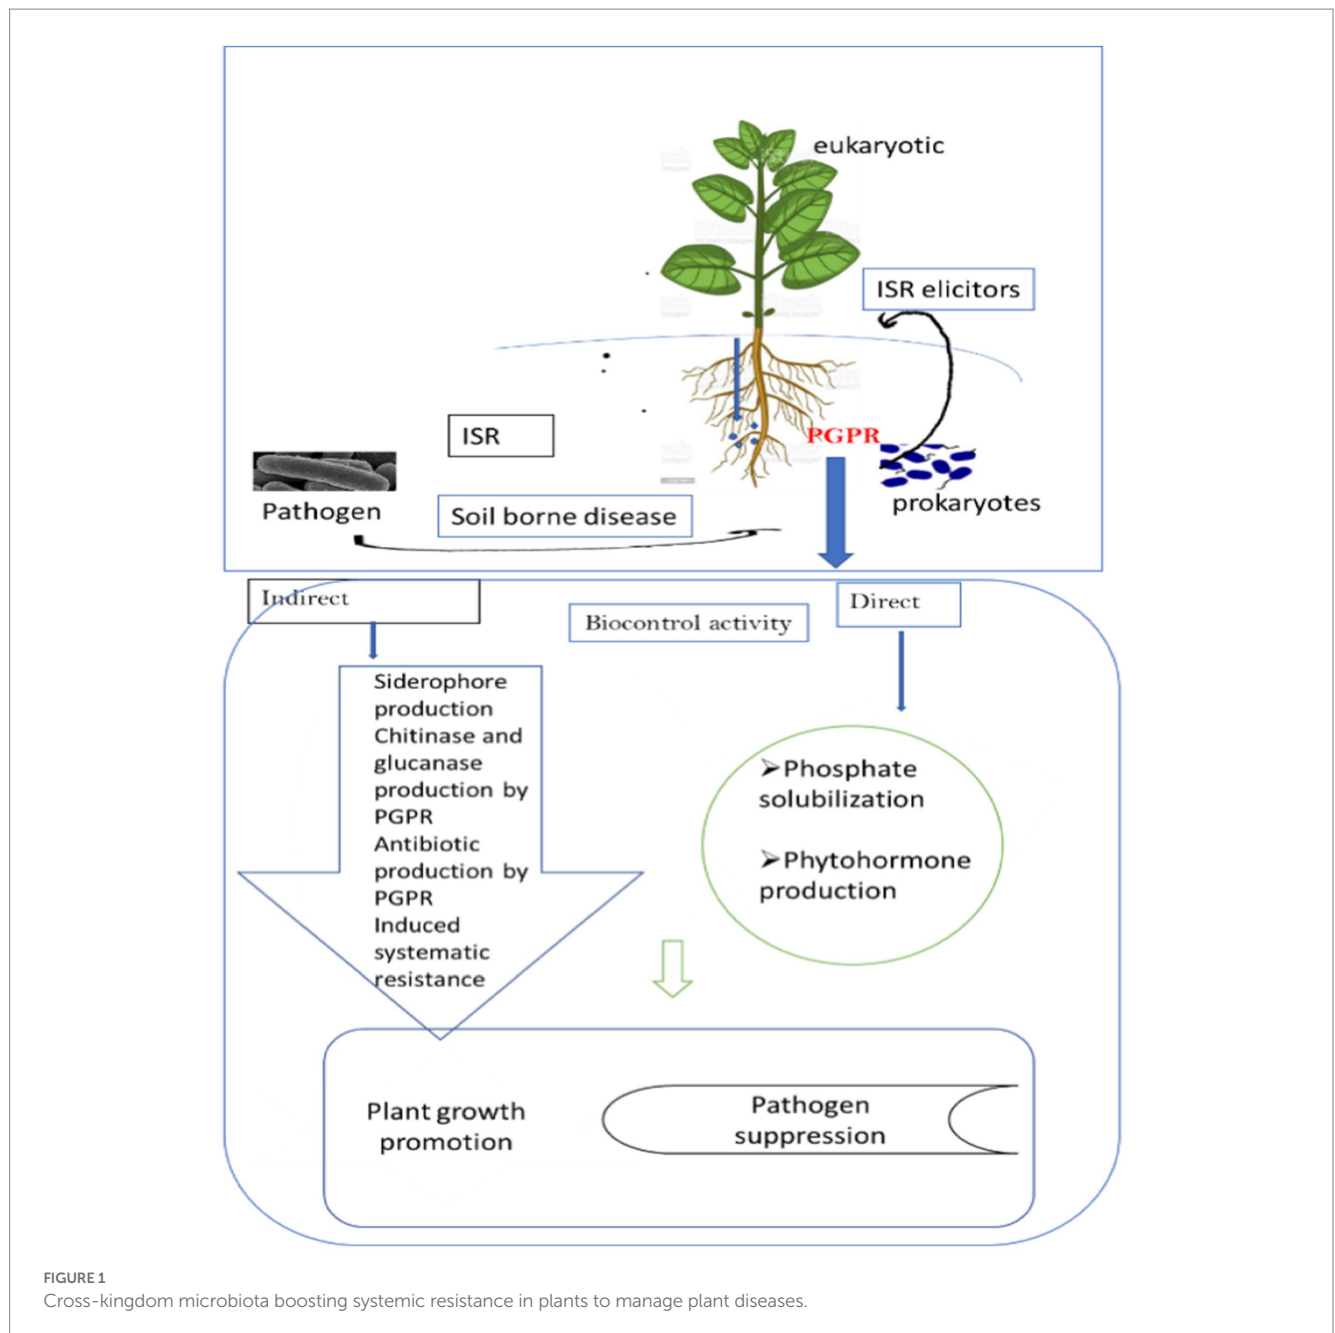 eukaryotic
ISR elicitors
ISR
PGPR
Pathogen
Soil borne disease
prokaryotes
Indirect
Biocontrol activity
Direct
Siderophore
production
Chitinase and
glucanase
production by
PGPR
Antibiotic
production by
PGPR
Induced
systematic
resistance
➢Phosphate
solubilization
➢Phytohormone
production
Plant growth
promotion
Pathogen
suppression
FIGURE 1
Cross-kingdom microbiota boosting systemic resistance in plants to manage plant diseases.